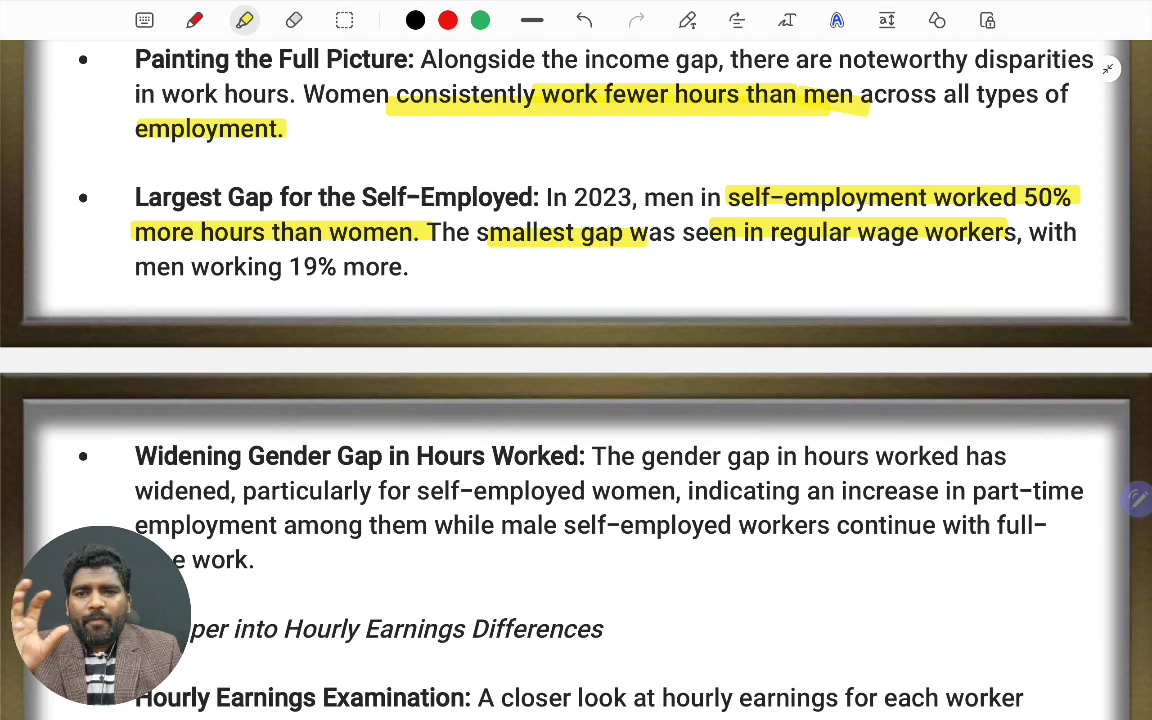 • Painting the Full Picture: Alongside the income gap, there are noteworthy disparities
in work hours. Women consistently work fewer hours than men across all types of
employment.
• Largest Gap for the Self-Employed: In 2023, men in self-employment worked 50%
more hours than women. The smallest gap was seen in regular wage workers, with
men working 19% more.
• Widening Gender Gap in Hours Worked: The gender gap in hours worked has
widened, particularly for self-employed women, indicating an increase in part-time
employment among them while male self-employed workers continue with full-
e work.
per into Hourly Earnings Differences
Hourly Earnings Examination: A closer look at hourly earnings for each worker